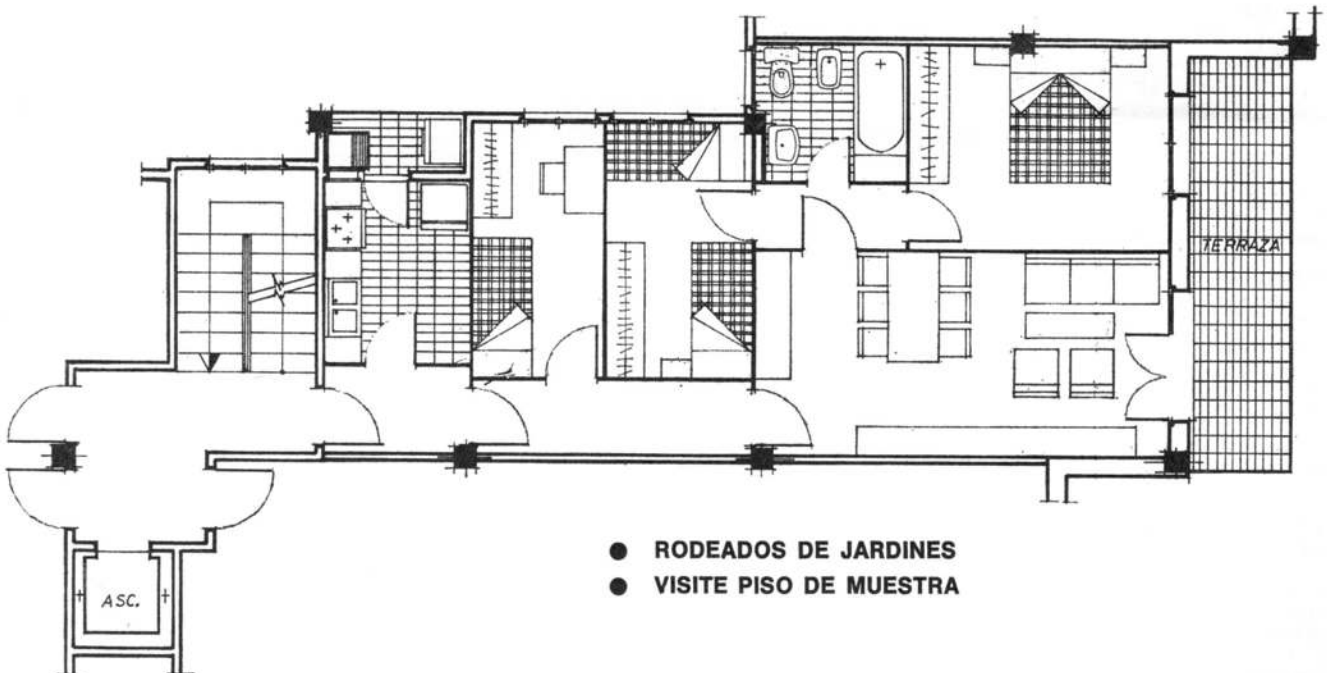 TERRAZA
● RODEADOS DE JARDINES
● VISITE PISO DE MUESTRA
ASC.